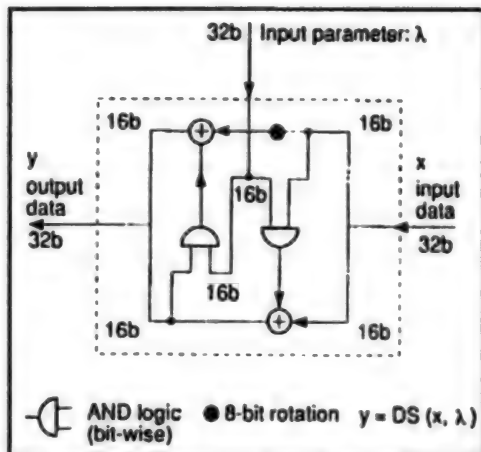 32b Input parameter: λ
16b 16b
y x
16b
output input
data data
32b 32b
16b
16b 16b
AND logic ● 8-bit rotation y = DS (x, λ)
(bit-wise)